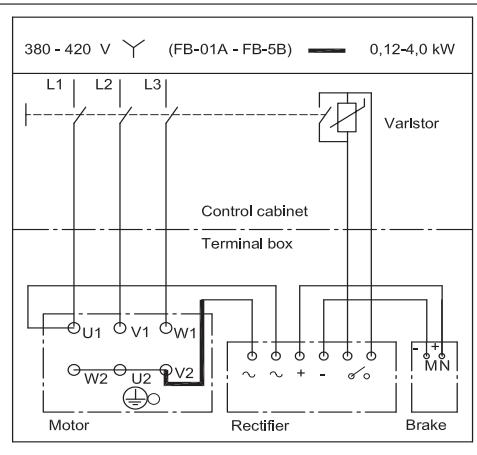 380 - 420 V (FB-01A - FB-5B) 0,12-4,0 kW
L1 L2 L3
Varistor
Control cabinet
Terminal box
U1 V1 W1
- +
M N
W2 U2 V2
~ ~ + -
Motor Rectifier Brake